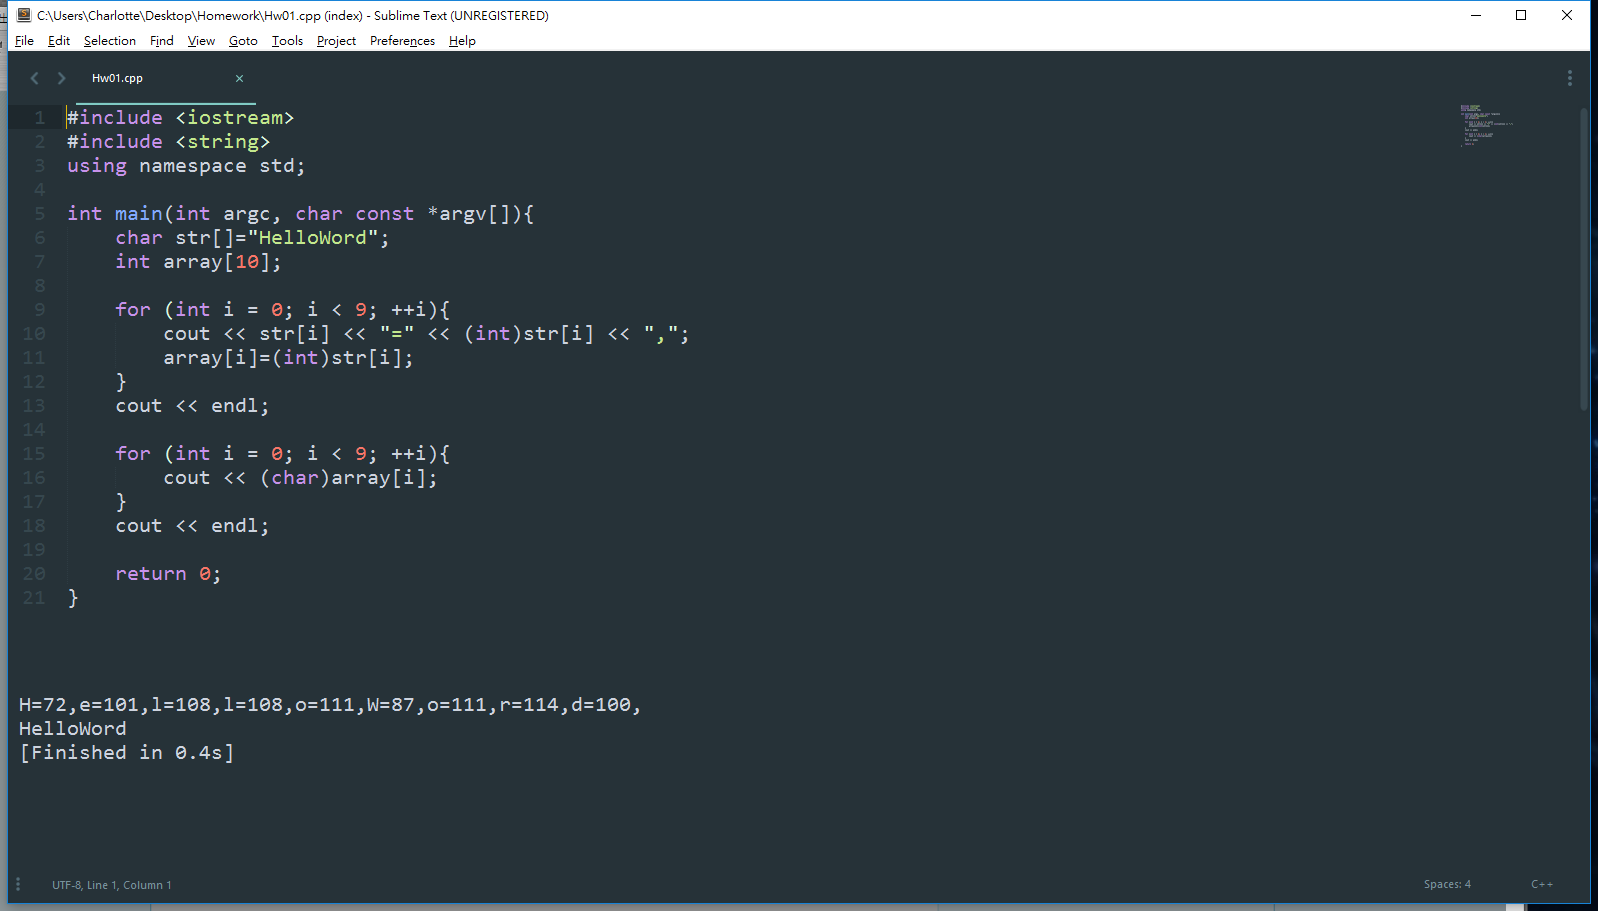 C:\Users\Charlotte\Desktop\Homework\Hw01.cpp (index) - Sublime Text (UNREGISTERED)
File Edit Selection Find View Goto Tools Project Preferences Help
Hw01.cpp
1 #include <iostream>
2 #include <string>
3 using namespace std;
4
5 int main(int argc, char const *argv[]){
6     char str[]="HelloWord";
7     int array[10];
8
9     for (int i = 0; i < 9; ++i){
10         cout << str[i] << "=" << (int)str[i] << ",";
11         array[i]=(int)str[i];
12     }
13     cout << endl;
14
15     for (int i = 0; i < 9; ++i){
16         cout << (char)array[i];
17     }
18     cout << endl;
19
20     return 0;
21 }
H=72,e=101,l=108,l=108,o=111,W=87,o=111,r=114,d=100,
HelloWord
[Finished in 0.4s]
UTF-8, Line 1, Column 1 Spaces: 4 C++